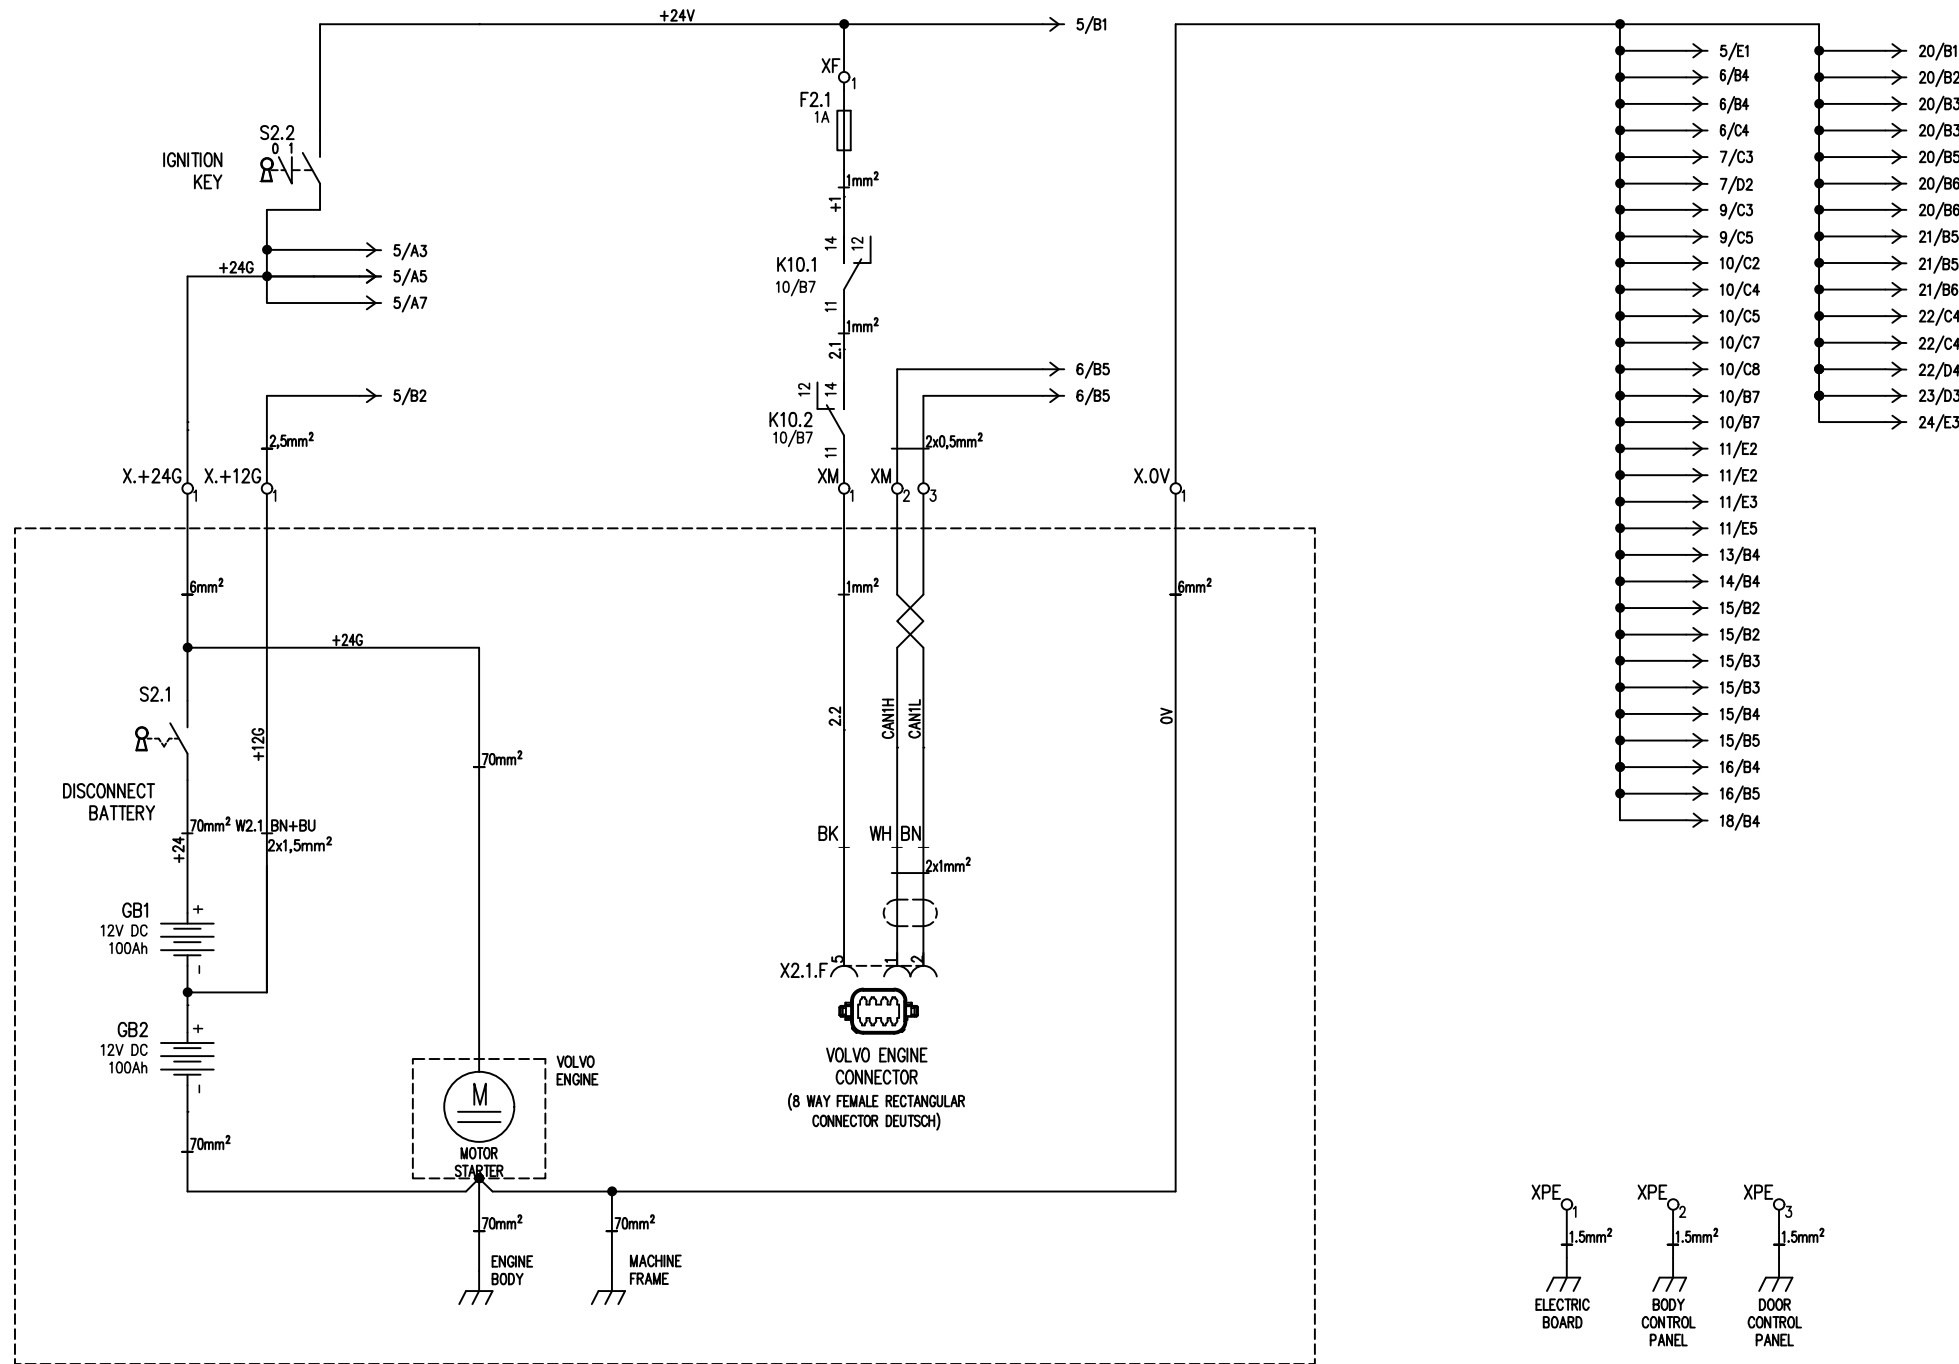 +24V
5/B1
XF
1
F2.1
1A
S2.2
0 1
IGNITION
KEY
1mm²
+1
5/A3
+24G
5/A5
5/A7
14
12
K10.1
10/B7
11
1mm²
2.1
5/B2
2,5mm²
12
14
K10.2
10/B7
11
6/B5
6/B5
2x0,5mm²
X.+24G
1
X.+12G
1
XM
1
XM
2
3
X.0V
1
6mm²
1mm²
6mm²
+24G
S2.1
+12G
2.2
CAN1H
CAN1L
0V
70mm²
DISCONNECT
BATTERY
70mm²
W2.1
BN+BU
2x1,5mm²
+24
BK
WH
BN
2x1mm²
GB1
12V DC
100Ah
+
-
X2.1.F
5
1
2
GB2
12V DC
100Ah
+
-
VOLVO ENGINE
CONNECTOR
(8 WAY FEMALE RECTANGULAR
CONNECTOR DEUTSCH)
VOLVO
ENGINE
M
MOTOR
STARTER
70mm²
70mm²
70mm²
ENGINE
BODY
MACHINE
FRAME
5/E1
6/B4
6/B4
6/C4
7/C3
7/D2
9/C3
9/C5
10/C2
10/C4
10/C5
10/C7
10/C8
10/B7
10/B7
11/E2
11/E2
11/E3
11/E5
13/B4
14/B4
15/B2
15/B2
15/B3
15/B3
15/B4
15/B5
16/B4
16/B5
18/B4
20/B1
20/B2
20/B3
20/B3
20/B5
20/B6
20/B6
21/B5
21/B5
21/B6
22/C4
22/C4
22/D4
23/D3
24/E3
XPE
1
1.5mm²
ELECTRIC
BOARD
XPE
2
1.5mm²
BODY
CONTROL
PANEL
XPE
3
1.5mm²
DOOR
CONTROL
PANEL